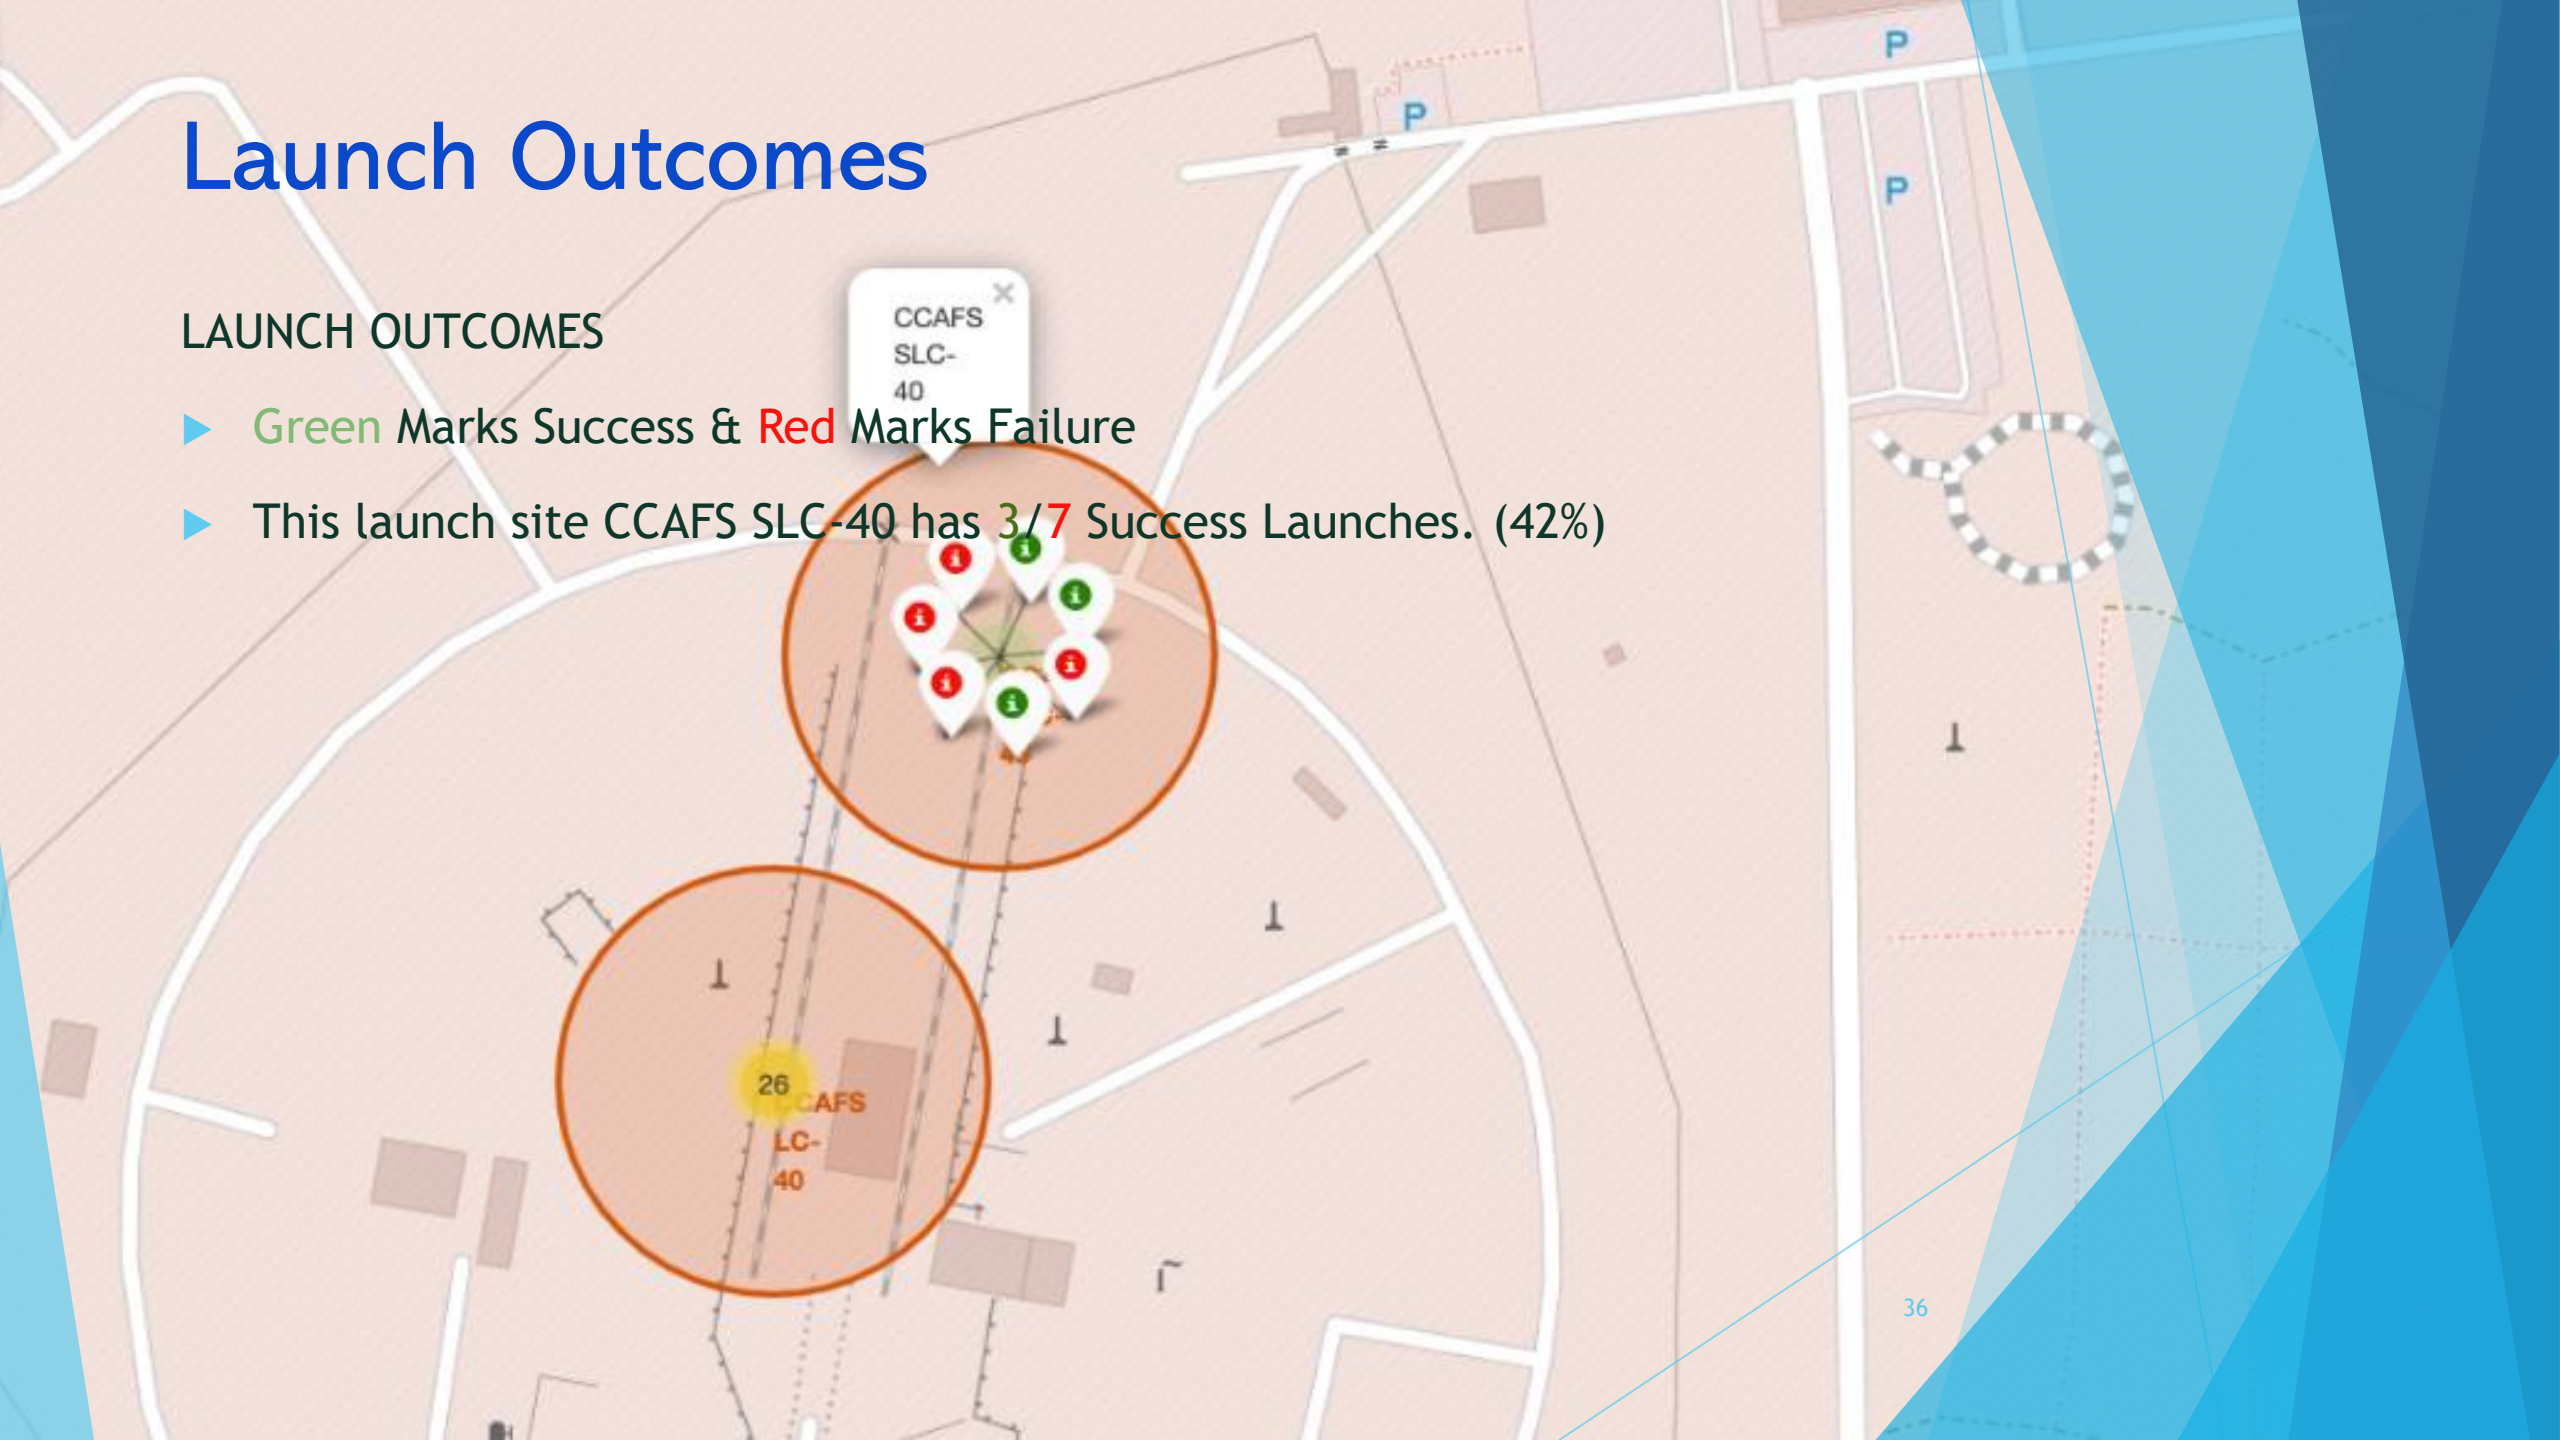 P
P
Launch Outcomes
P
×
CCAFS
SLC-
40
LAUNCH OUTCOMES
Green Marks Success & Red Marks Failure
This launch site CCAFS SLC-40 has 3/7 Success Launches. (42%)
26
CCAFS
LC-
40
36